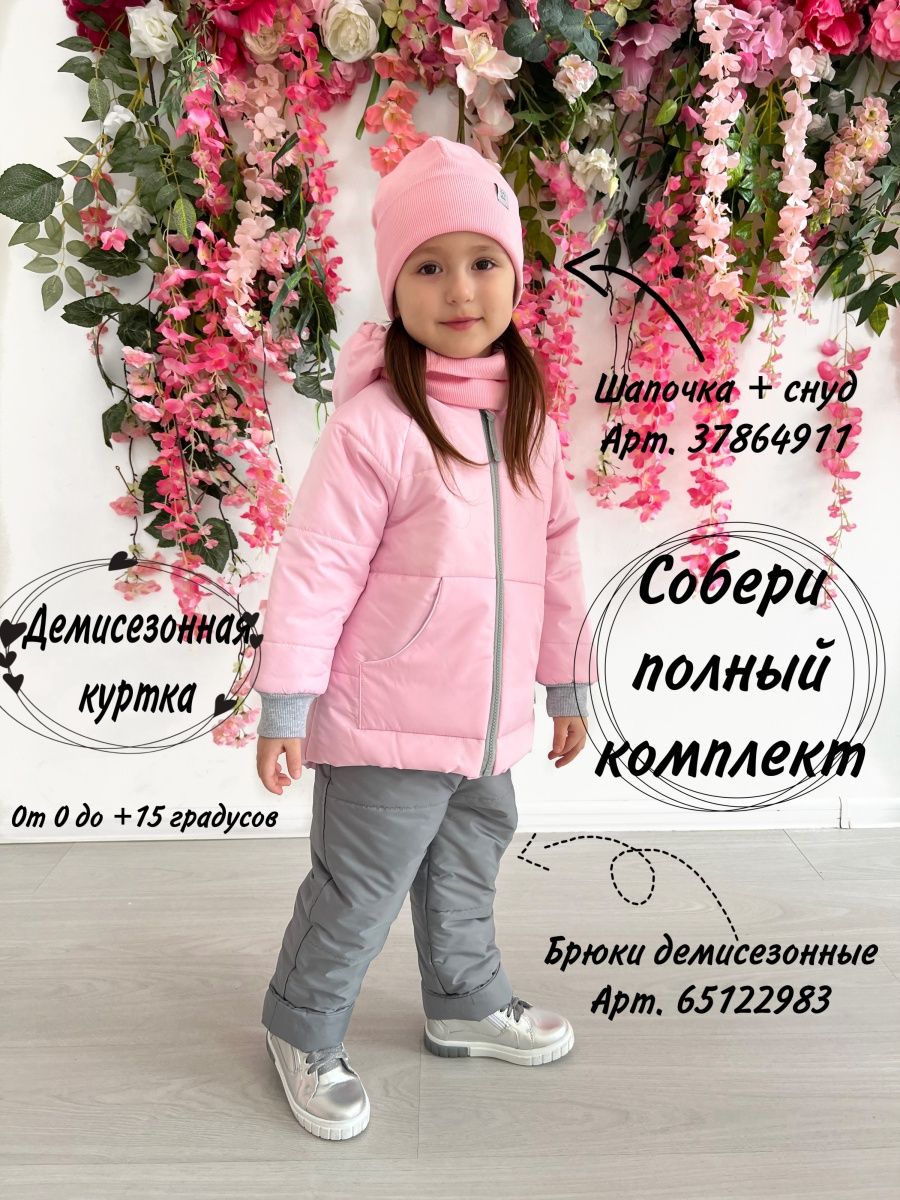 Шапочка + снуд
Арт. 37864911
Собери
полный
комплект
Демисезонная
куртка
От 0 до +15 градусов
Брюки демисезонные
Арт. 65122983